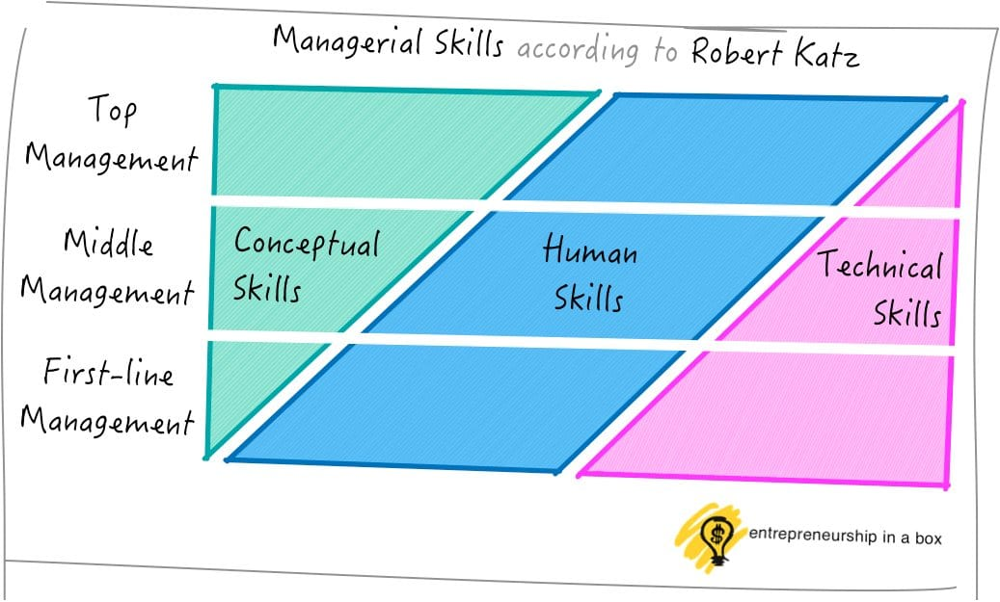 Managerial Skills according to Robert Katz
Top
Management
Middle
Management
First-line
Management
Conceptual
Skills
Human
Skills
Technical
Skills
entrepreneurship in a box